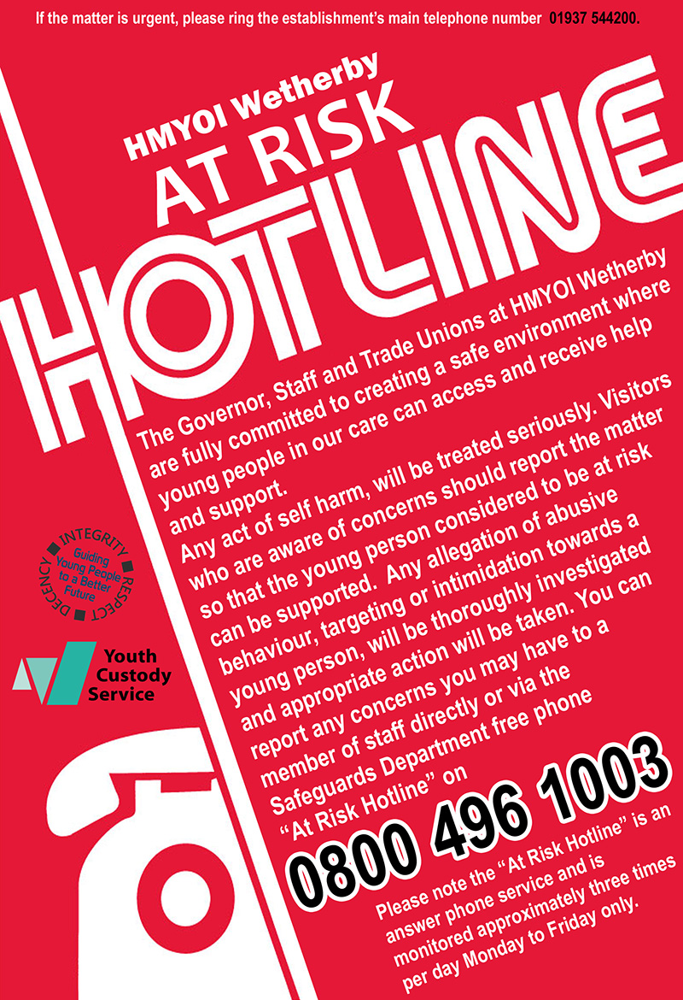 If the matter is urgent, please ring the establishment's main telephone number 01937 544200.
HMYOI Wetherby
AT RISK
HOTLINE
The Governor, Staff and Trade Unions at HMYOI Wetherby
are fully committed to creating a safe environment where
young people in our care can access and receive help
and support.
Any act of self harm, will be treated seriously. Visitors
who are aware of concerns should report the matter
so that the young person considered to be at risk
can be supported. Any allegation of abusive
behaviour, targeting or intimidation towards a
young person, will be thoroughly investigated
and appropriate action will be taken. You can
report any concerns you may have to a
member of staff directly or via the
Safeguards Department free phone
“At Risk Hotline” on
0800 496 1003
Please note the “At Risk Hotline” is an
answer phone service and is
monitored approximately three times
per day Monday to Friday only.
INTEGRITY
RESPECT
DECENCY
Guiding
Young People
to a Better
Future
Youth
Custody
Service